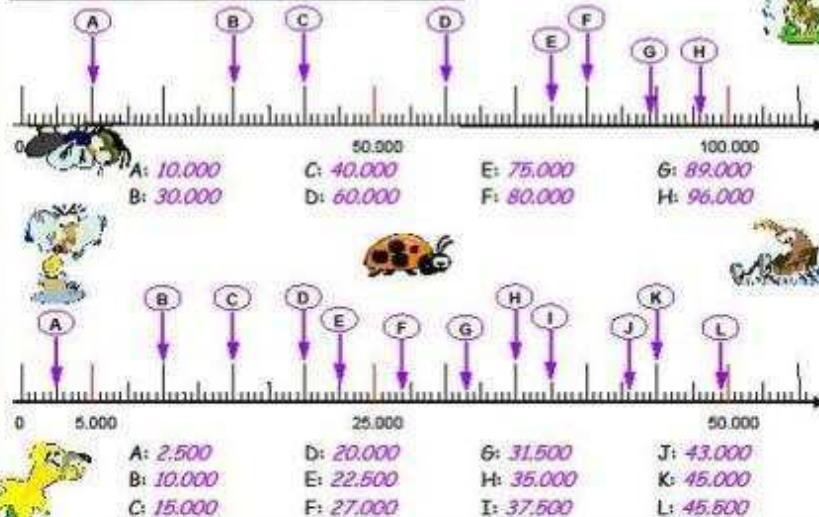 A B C D E F G H
0 50.000 100.000
A: 10.000 C: 40.000 E: 75.000 G: 89.000
B: 30.000 D: 60.000 F: 80.000 H: 96.000
A B C D E F G H I J K L
0 5.000 25.000 50.000
A: 2.500 D: 20.000 G: 31.500 J: 43.000
B: 10.000 E: 22.500 H: 35.000 K: 45.000
C: 15.000 F: 27.000 I: 37.500 L: 45.500